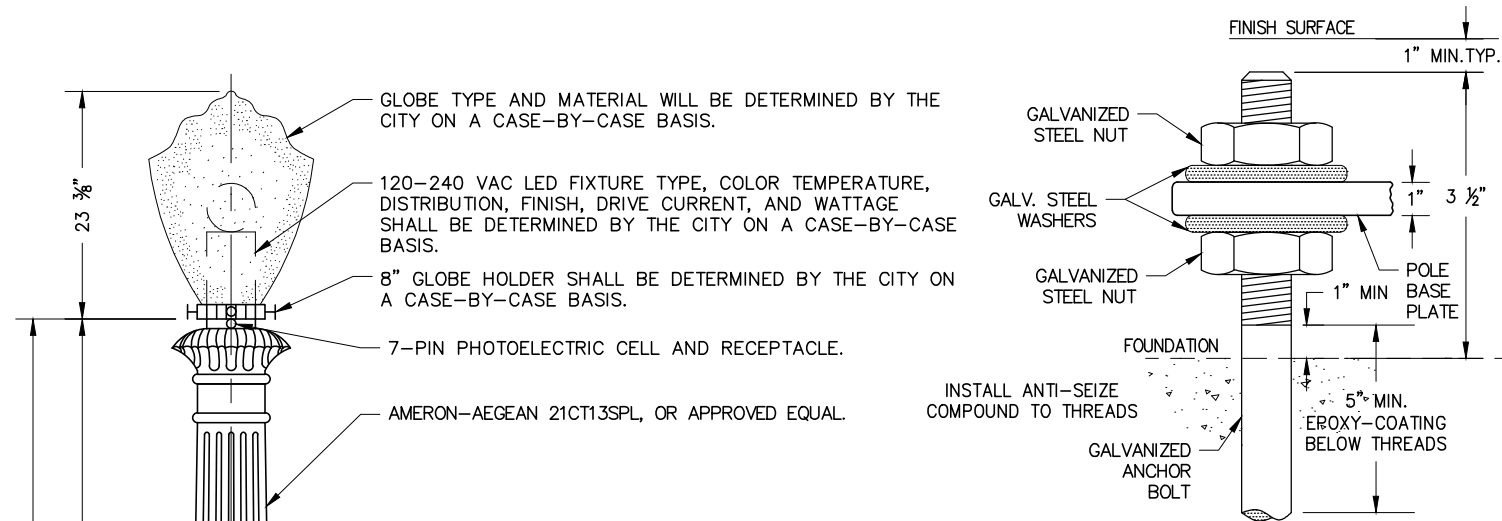 FINISH SURFACE
1" MIN.TYP.
GLOBE TYPE AND MATERIAL WILL BE DETERMINED BY THE
CITY ON A CASE-BY-CASE BASIS.
23 ⅜"
120-240 VAC LED FIXTURE TYPE, COLOR TEMPERATURE,
DISTRIBUTION, FINISH, DRIVE CURRENT, AND WATTAGE
SHALL BE DETERMINED BY THE CITY ON A CASE-BY-CASE
BASIS.
8" GLOBE HOLDER SHALL BE DETERMINED BY THE CITY ON
A CASE-BY-CASE BASIS.
7-PIN PHOTOELECTRIC CELL AND RECEPTACLE.
AMERON-AEGEAN 21CT13SPL, OR APPROVED EQUAL.
GALVANIZED
STEEL NUT
GALV. STEEL
WASHERS
1"
3 ½"
GALVANIZED
STEEL NUT
POLE
BASE
PLATE
1" MIN
FOUNDATION
INSTALL ANTI-SEIZE
COMPOUND TO THREADS
5" MIN.
EPOXY-COATING
BELOW THREADS
GALVANIZED
ANCHOR
BOLT